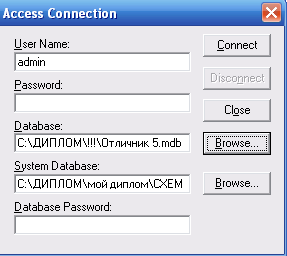 Access Connection
User Name:
admin
Connect
Disconnect
Password:
Close
Database:
C:\ДИПЛОМ\!!!\Отличник 5.mdb
Browse...
System Database:
C:\ДИПЛОМ\мой диплом\СХЕМ
Browse...
Database Password: